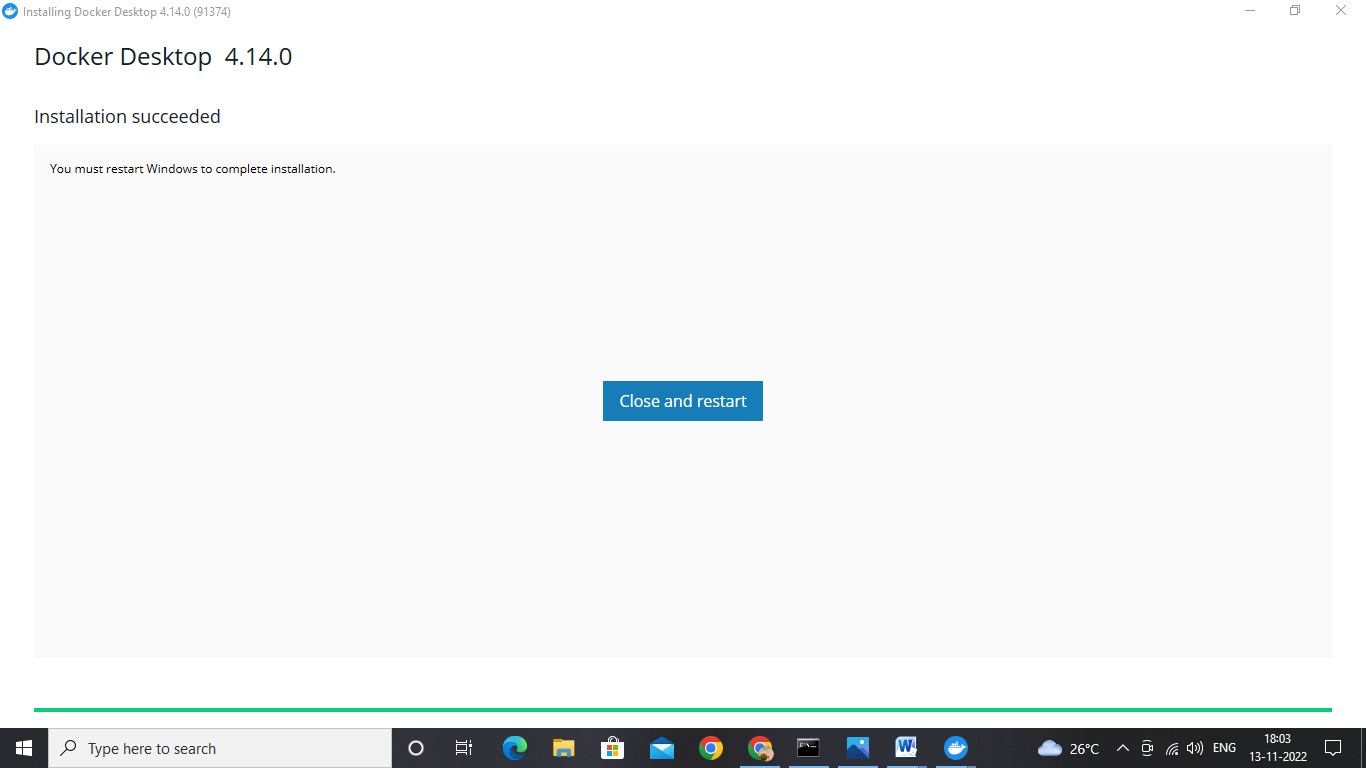 Installing Docker Desktop 4.14.0 (91374)
Docker Desktop 4.14.0
Installation succeeded
You must restart Windows to complete installation.
Close and restart
Type here to search
26°C
ENG
18:03
13-11-2022